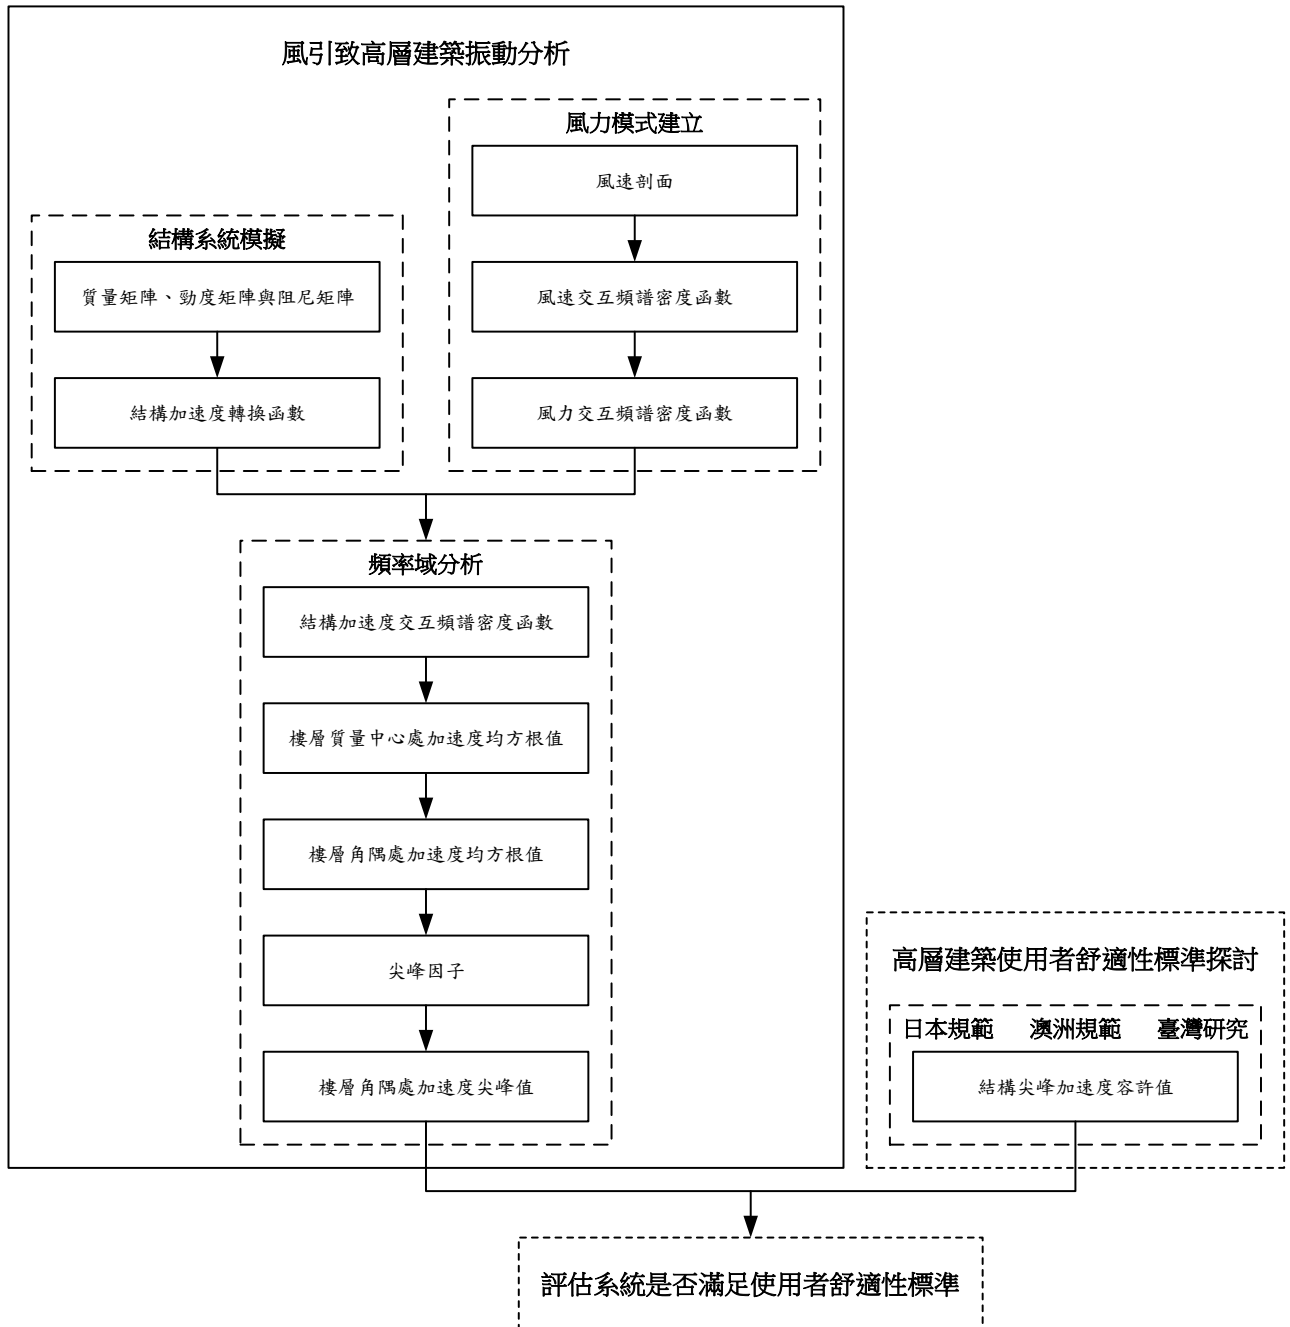 風引致高層建築振動分析
風力模式建立
風速剖面
結構系統模擬
質量矩陣、勁度矩陣與阻尼矩陣
風速交互頻譜密度函數
結構加速度轉換函數
風力交互頻譜密度函數
頻率域分析
結構加速度交互頻譜密度函數
樓層質量中心處加速度均方根值
樓層角隅處加速度均方根值
尖峰因子
樓層角隅處加速度尖峰值
高層建築使用者舒適性標準探討
日本規範 澳洲規範 臺灣研究
結構尖峰加速度容許值
評估系統是否滿足使用者舒適性標準